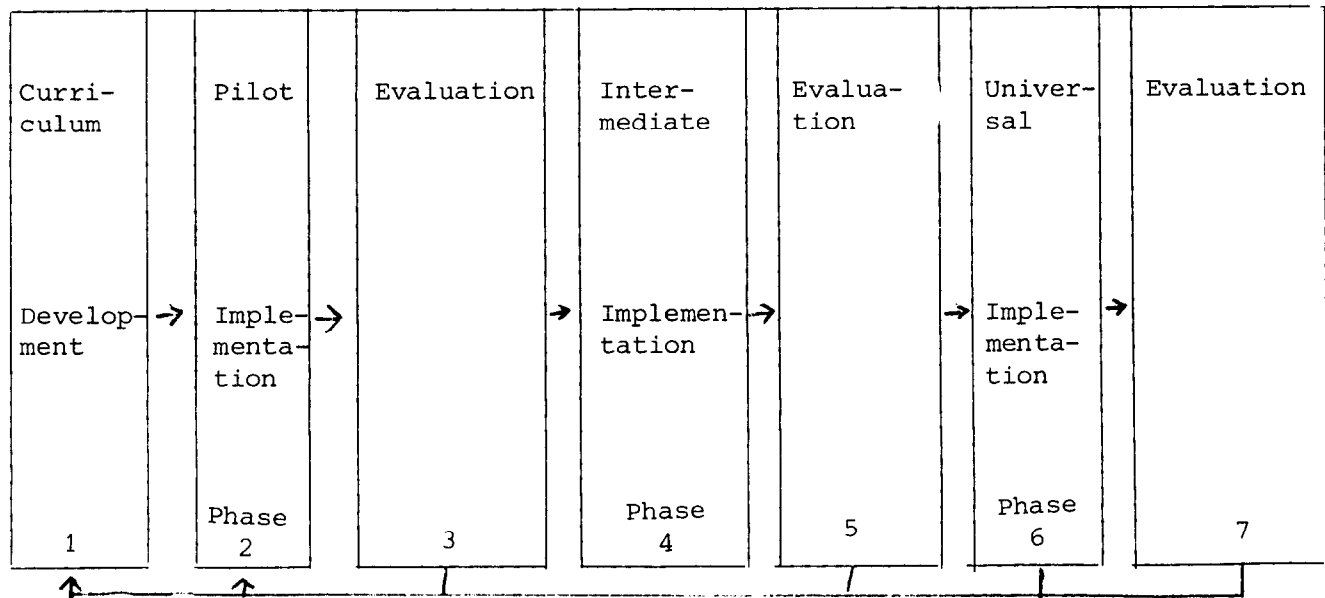 Curri-
culum
Develop-
ment
1
Pilot
Imple-
menta-
tion
Phase
2
Evaluation
3
Inter-
mediate
Implemen-
tation
Phase
4
Evalua-
tion
5
Univer-
sal
Imple-
menta-
tion
Phase
6
Evaluation
7